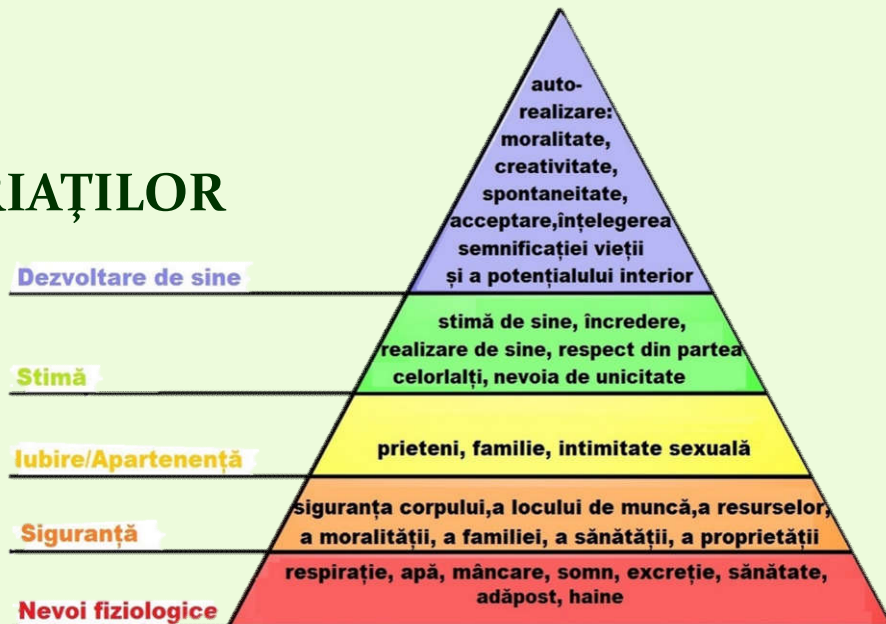 auto-
realizare:
moralitate,
creativitate,
spontaneitate,
acceptare,înțelegerea
semnificației vieții
și a potențialului interior
RIAŢILOR
Dezvoltare de sine
stimă de sine, încredere,
realizare de sine, respect din partea
celorlalți, nevoia de unicitate
Stimă
prieteni, familie, intimitate sexuală
Iubire/Apartenență
siguranța corpului,a locului de muncă,a resurselor,
a moralității, a familiei, a sănătății, a proprietății
Siguranță
respirație, apă, mâncare, somn, excreție, sănătate,
adăpost, haine
Nevoi fiziologice